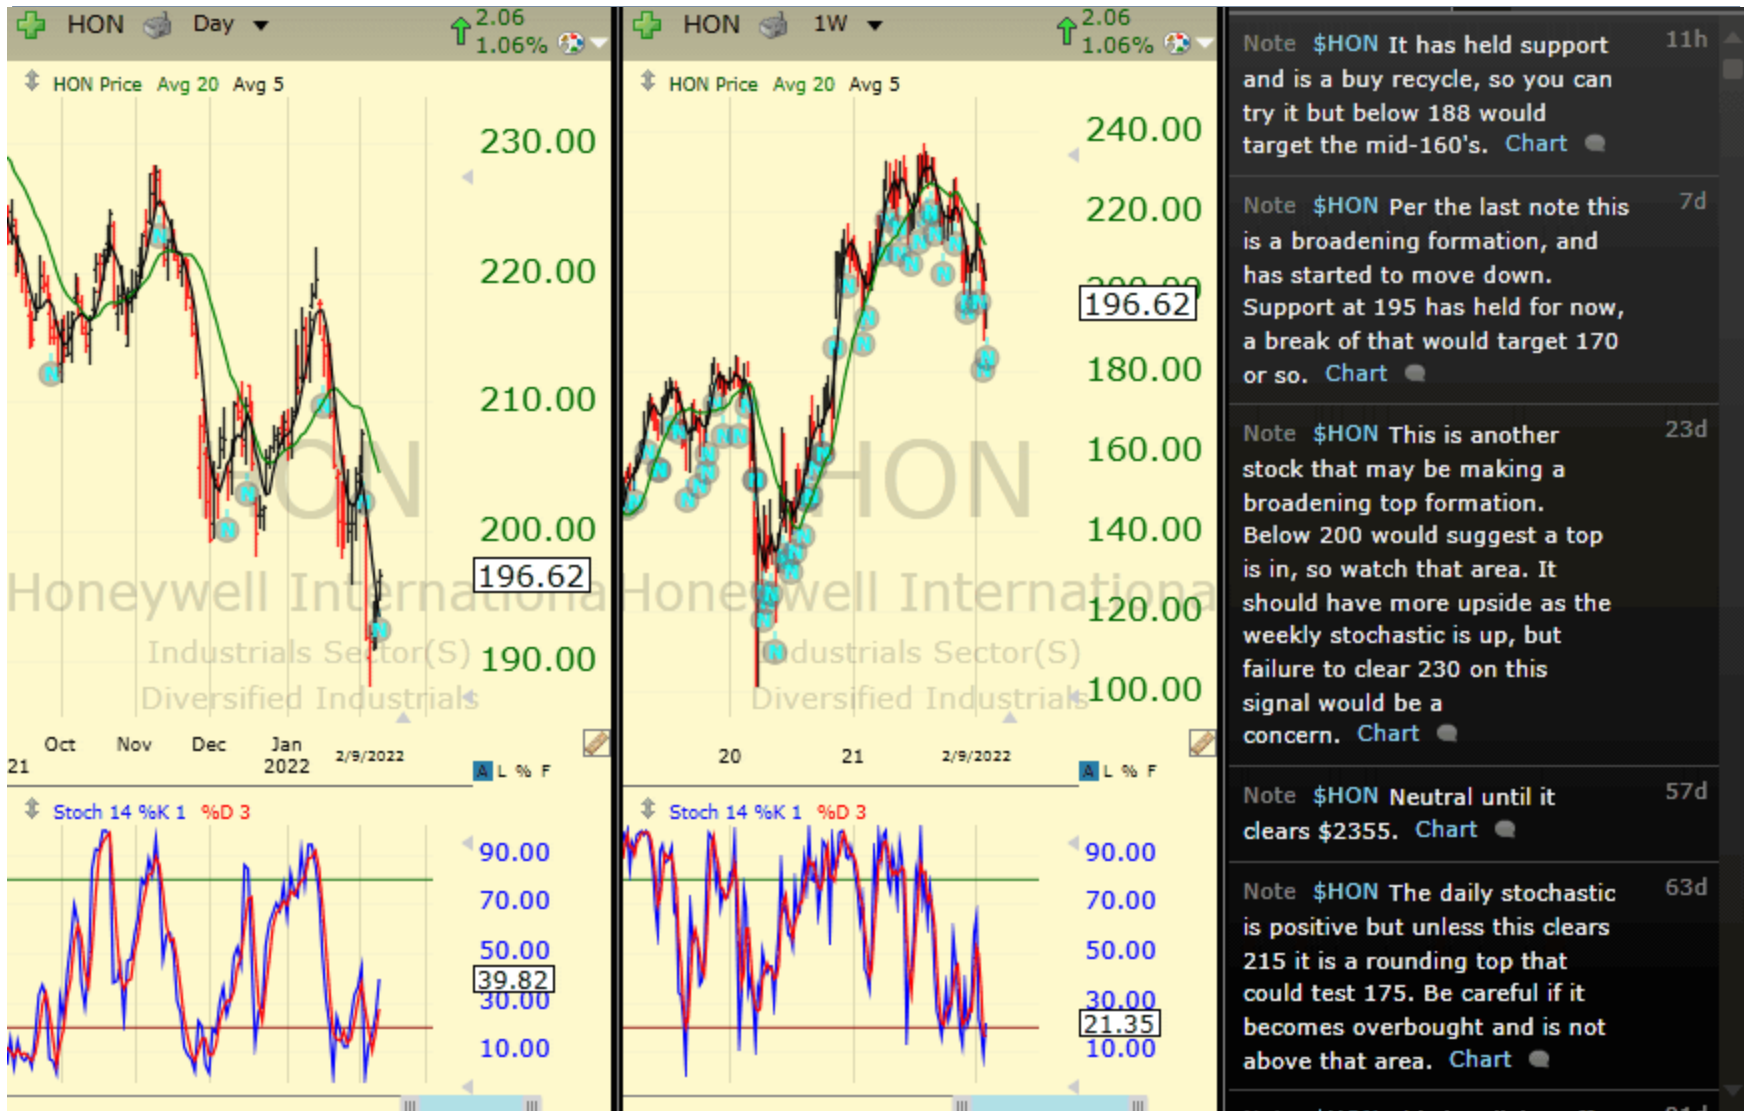 HON Day 2.06
1.06%
HON Price Avg 20 Avg 5
230.00
220.00
210.00
200.00
196.62
190.00
HON
Honeywell Internationa
Industrials Sector(S)
Diversified Industrials
Oct Nov Dec Jan 2/9/2022
21 2022
A L % F
Stoch 14 %K 1 %D 3
90.00
70.00
50.00
39.82
30.00
10.00
HON 1W 2.06
1.06%
HON Price Avg 20 Avg 5
240.00
220.00
200.00
196.62
180.00
160.00
140.00
120.00
100.00
HON
Honeywell Internationa
Industrials Sector(S)
Diversified Industrials
20 21 2/9/2022
A L % F
Stoch 14 %K 1 %D 3
90.00
70.00
50.00
30.00
21.35
10.00
Note $HON It has held support 11h
and is a buy recycle, so you can
try it but below 188 would
target the mid-160's. Chart
Note $HON Per the last note this 7d
is a broadening formation, and
has started to move down.
Support at 195 has held for now,
a break of that would target 170
or so. Chart
Note $HON This is another 23d
stock that may be making a
broadening top formation.
Below 200 would suggest a top
is in, so watch that area. It
should have more upside as the
weekly stochastic is up, but
failure to clear 230 on this
signal would be a
concern. Chart
Note $HON Neutral until it 57d
clears $2355. Chart
Note $HON The daily stochastic 63d
is positive but unless this clears
215 it is a rounding top that
could test 175. Be careful if it
becomes overbought and is not
above that area. Chart